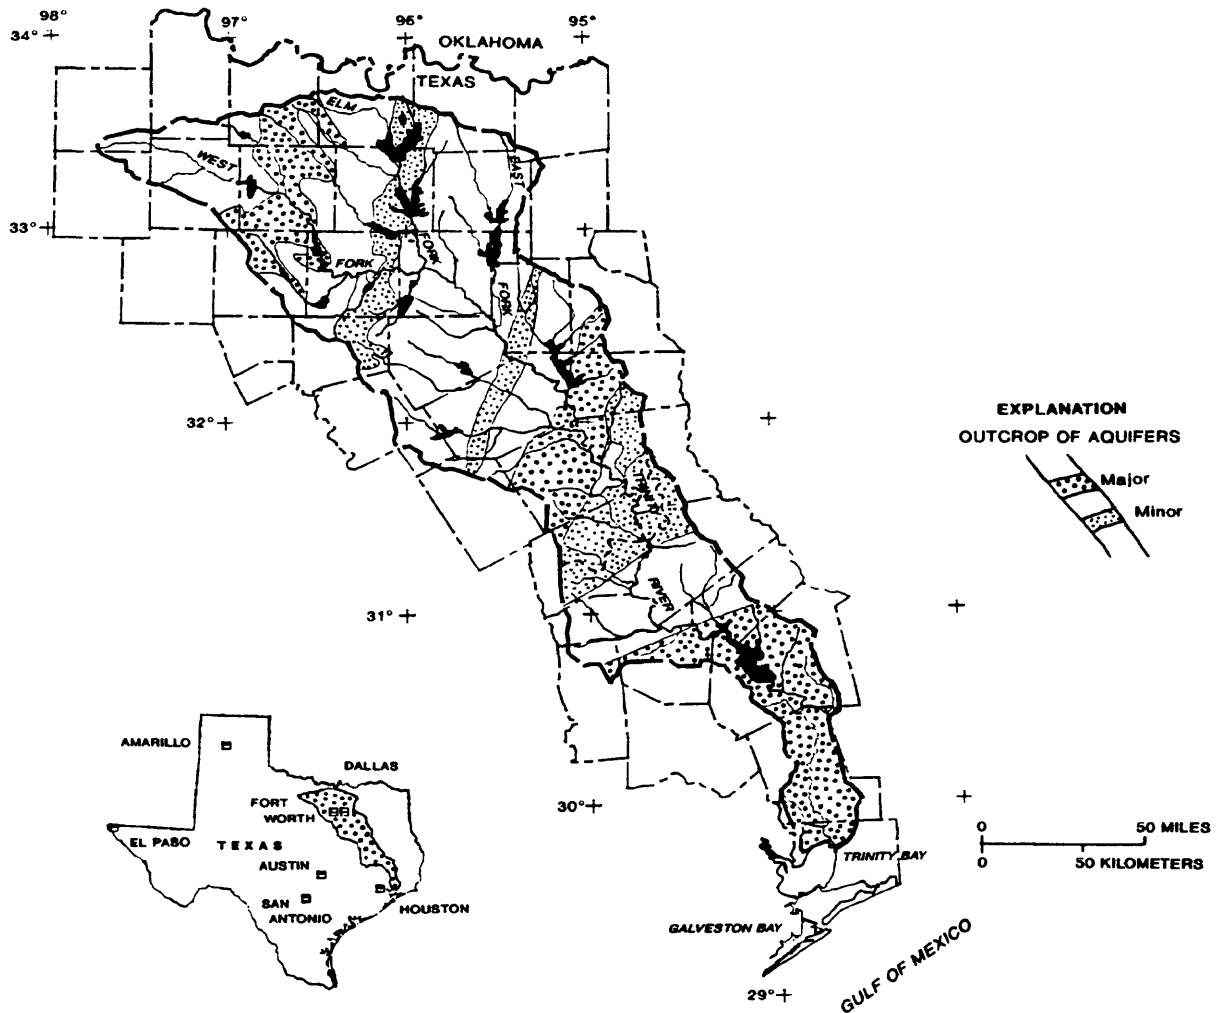 98°
97°
96°
95°
34°
OKLAHOMA
TEXAS
ELM
WEST
EAST
33°
FORK
FORK
FORK
32°
EXPLANATION
OUTCROP OF AQUIFERS
Major
Minor
TRINITY
RIVER
31°
30°
AMARILLO
DALLAS
FORT
WORTH
EL PASO
TEXAS
AUSTIN
SAN
ANTONIO
HOUSTON
0 50 MILES
0 50 KILOMETERS
TRINITY BAY
GALVESTON BAY
GULF OF MEXICO
29°